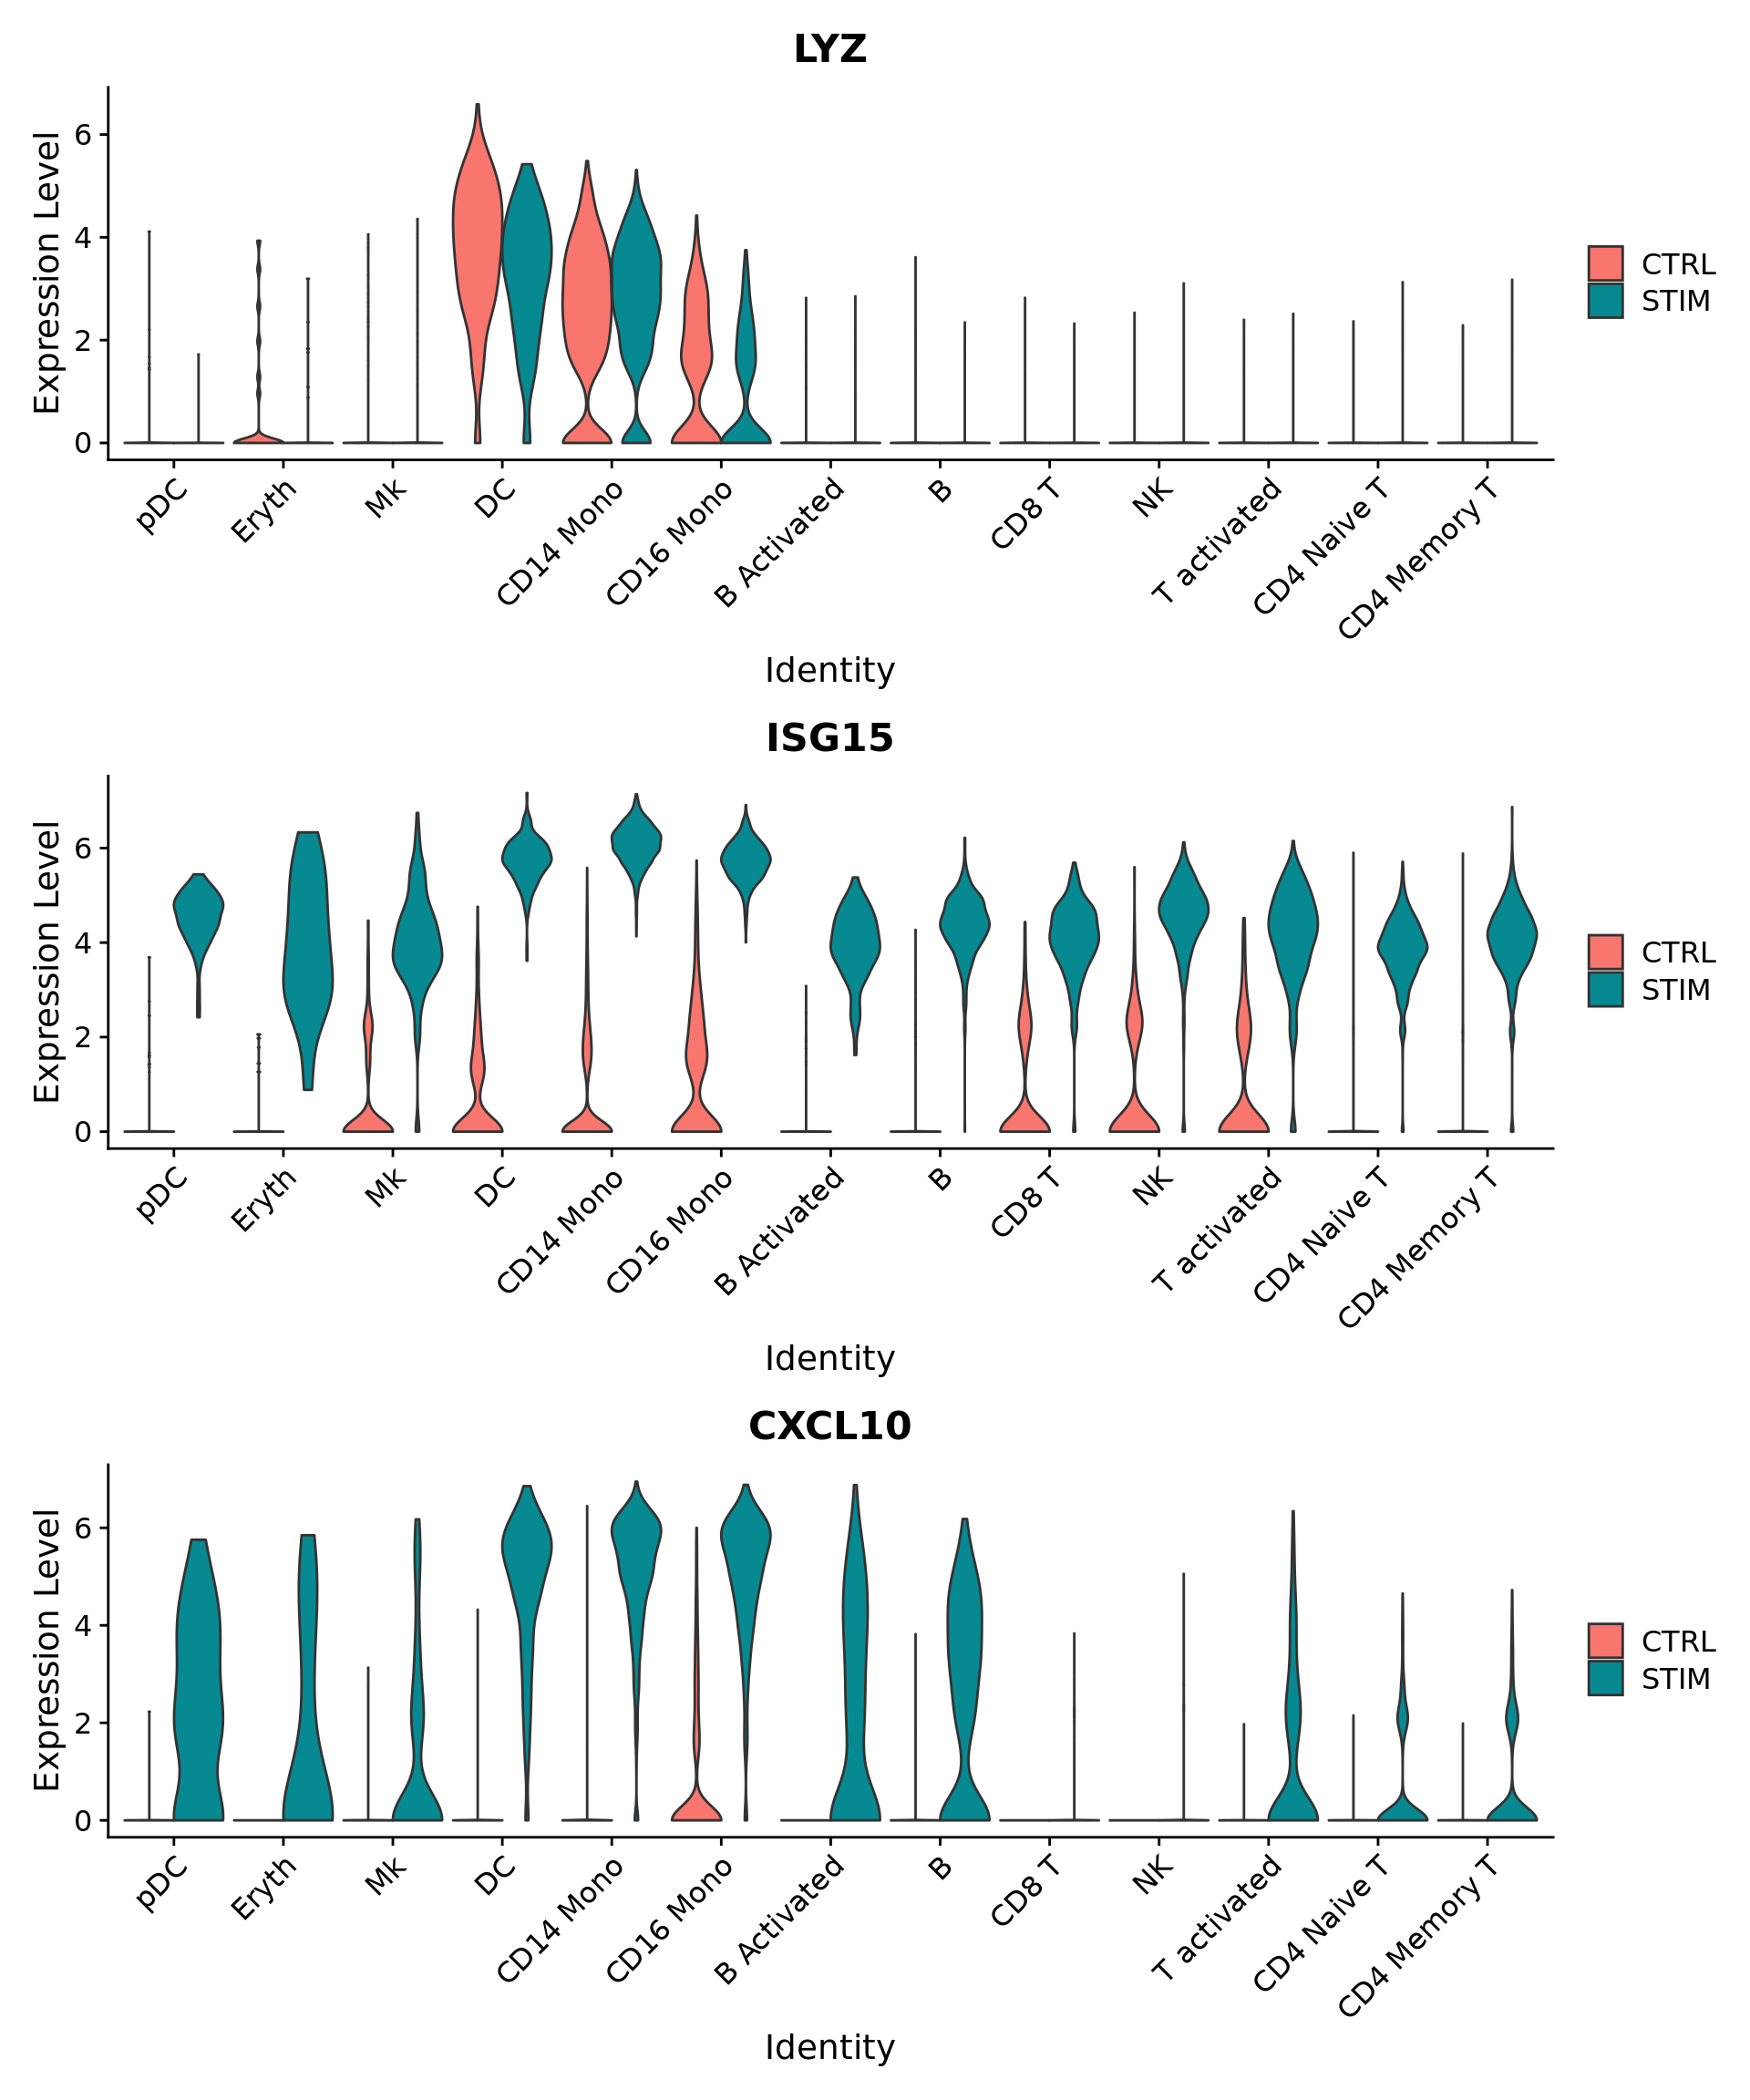 LYZ
Expression Level
6
4
2
0
pDC
Eryth
Mk
DC
CD14 Mono
CD16 Mono
B Activated
B
CD8 T
NK
T activated
CD4 Naive T
CD4 Memory T
Identity
CTRL
STIM
ISG15
Expression Level
6
4
2
0
pDC
Eryth
Mk
DC
CD14 Mono
CD16 Mono
B Activated
B
CD8 T
NK
T activated
CD4 Naive T
CD4 Memory T
Identity
CTRL
STIM
CXCL10
Expression Level
6
4
2
0
pDC
Eryth
Mk
DC
CD14 Mono
CD16 Mono
B Activated
B
CD8 T
NK
T activated
CD4 Naive T
CD4 Memory T
Identity
CTRL
STIM